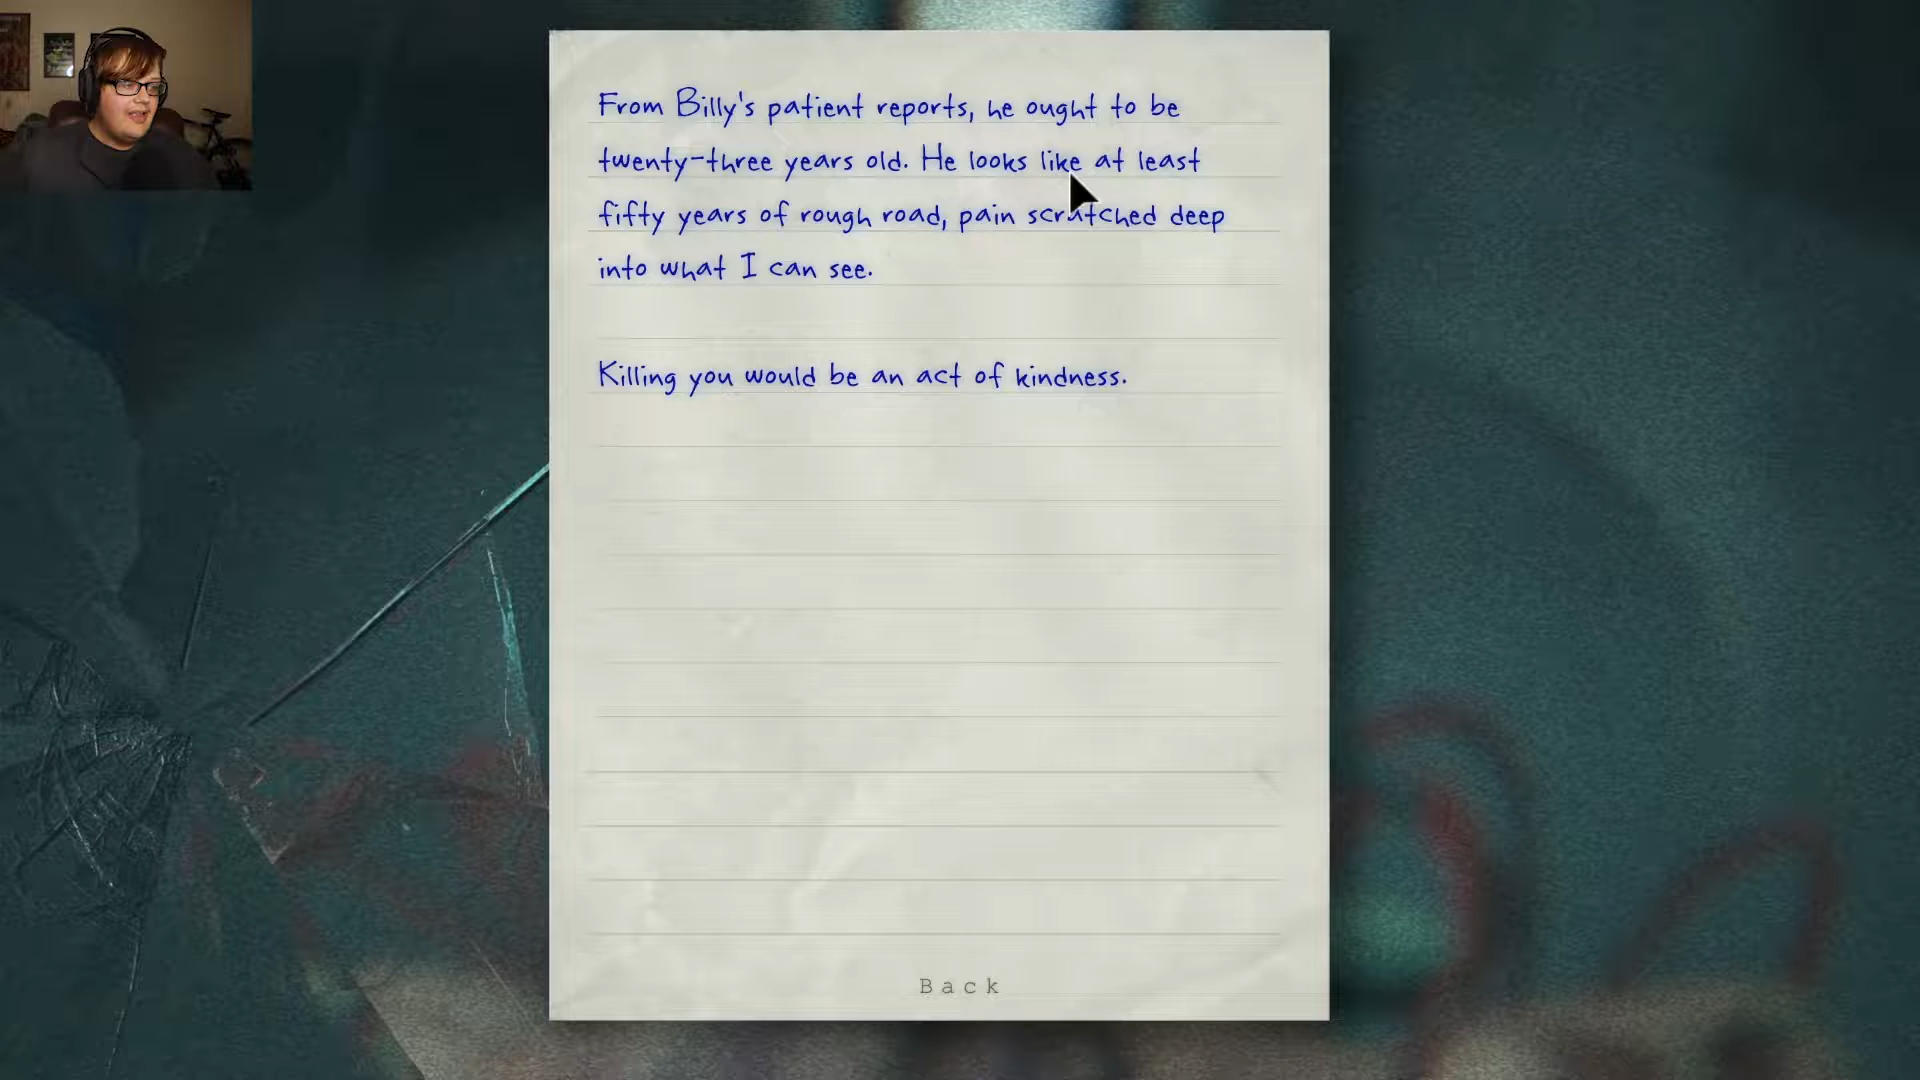 From Billy's patient reports, he ought to be
twenty-three years old. He looks like at least
fifty years of rough road, pain scratched deep
into what I can see.
Killing you would be an act of kindness.
Back